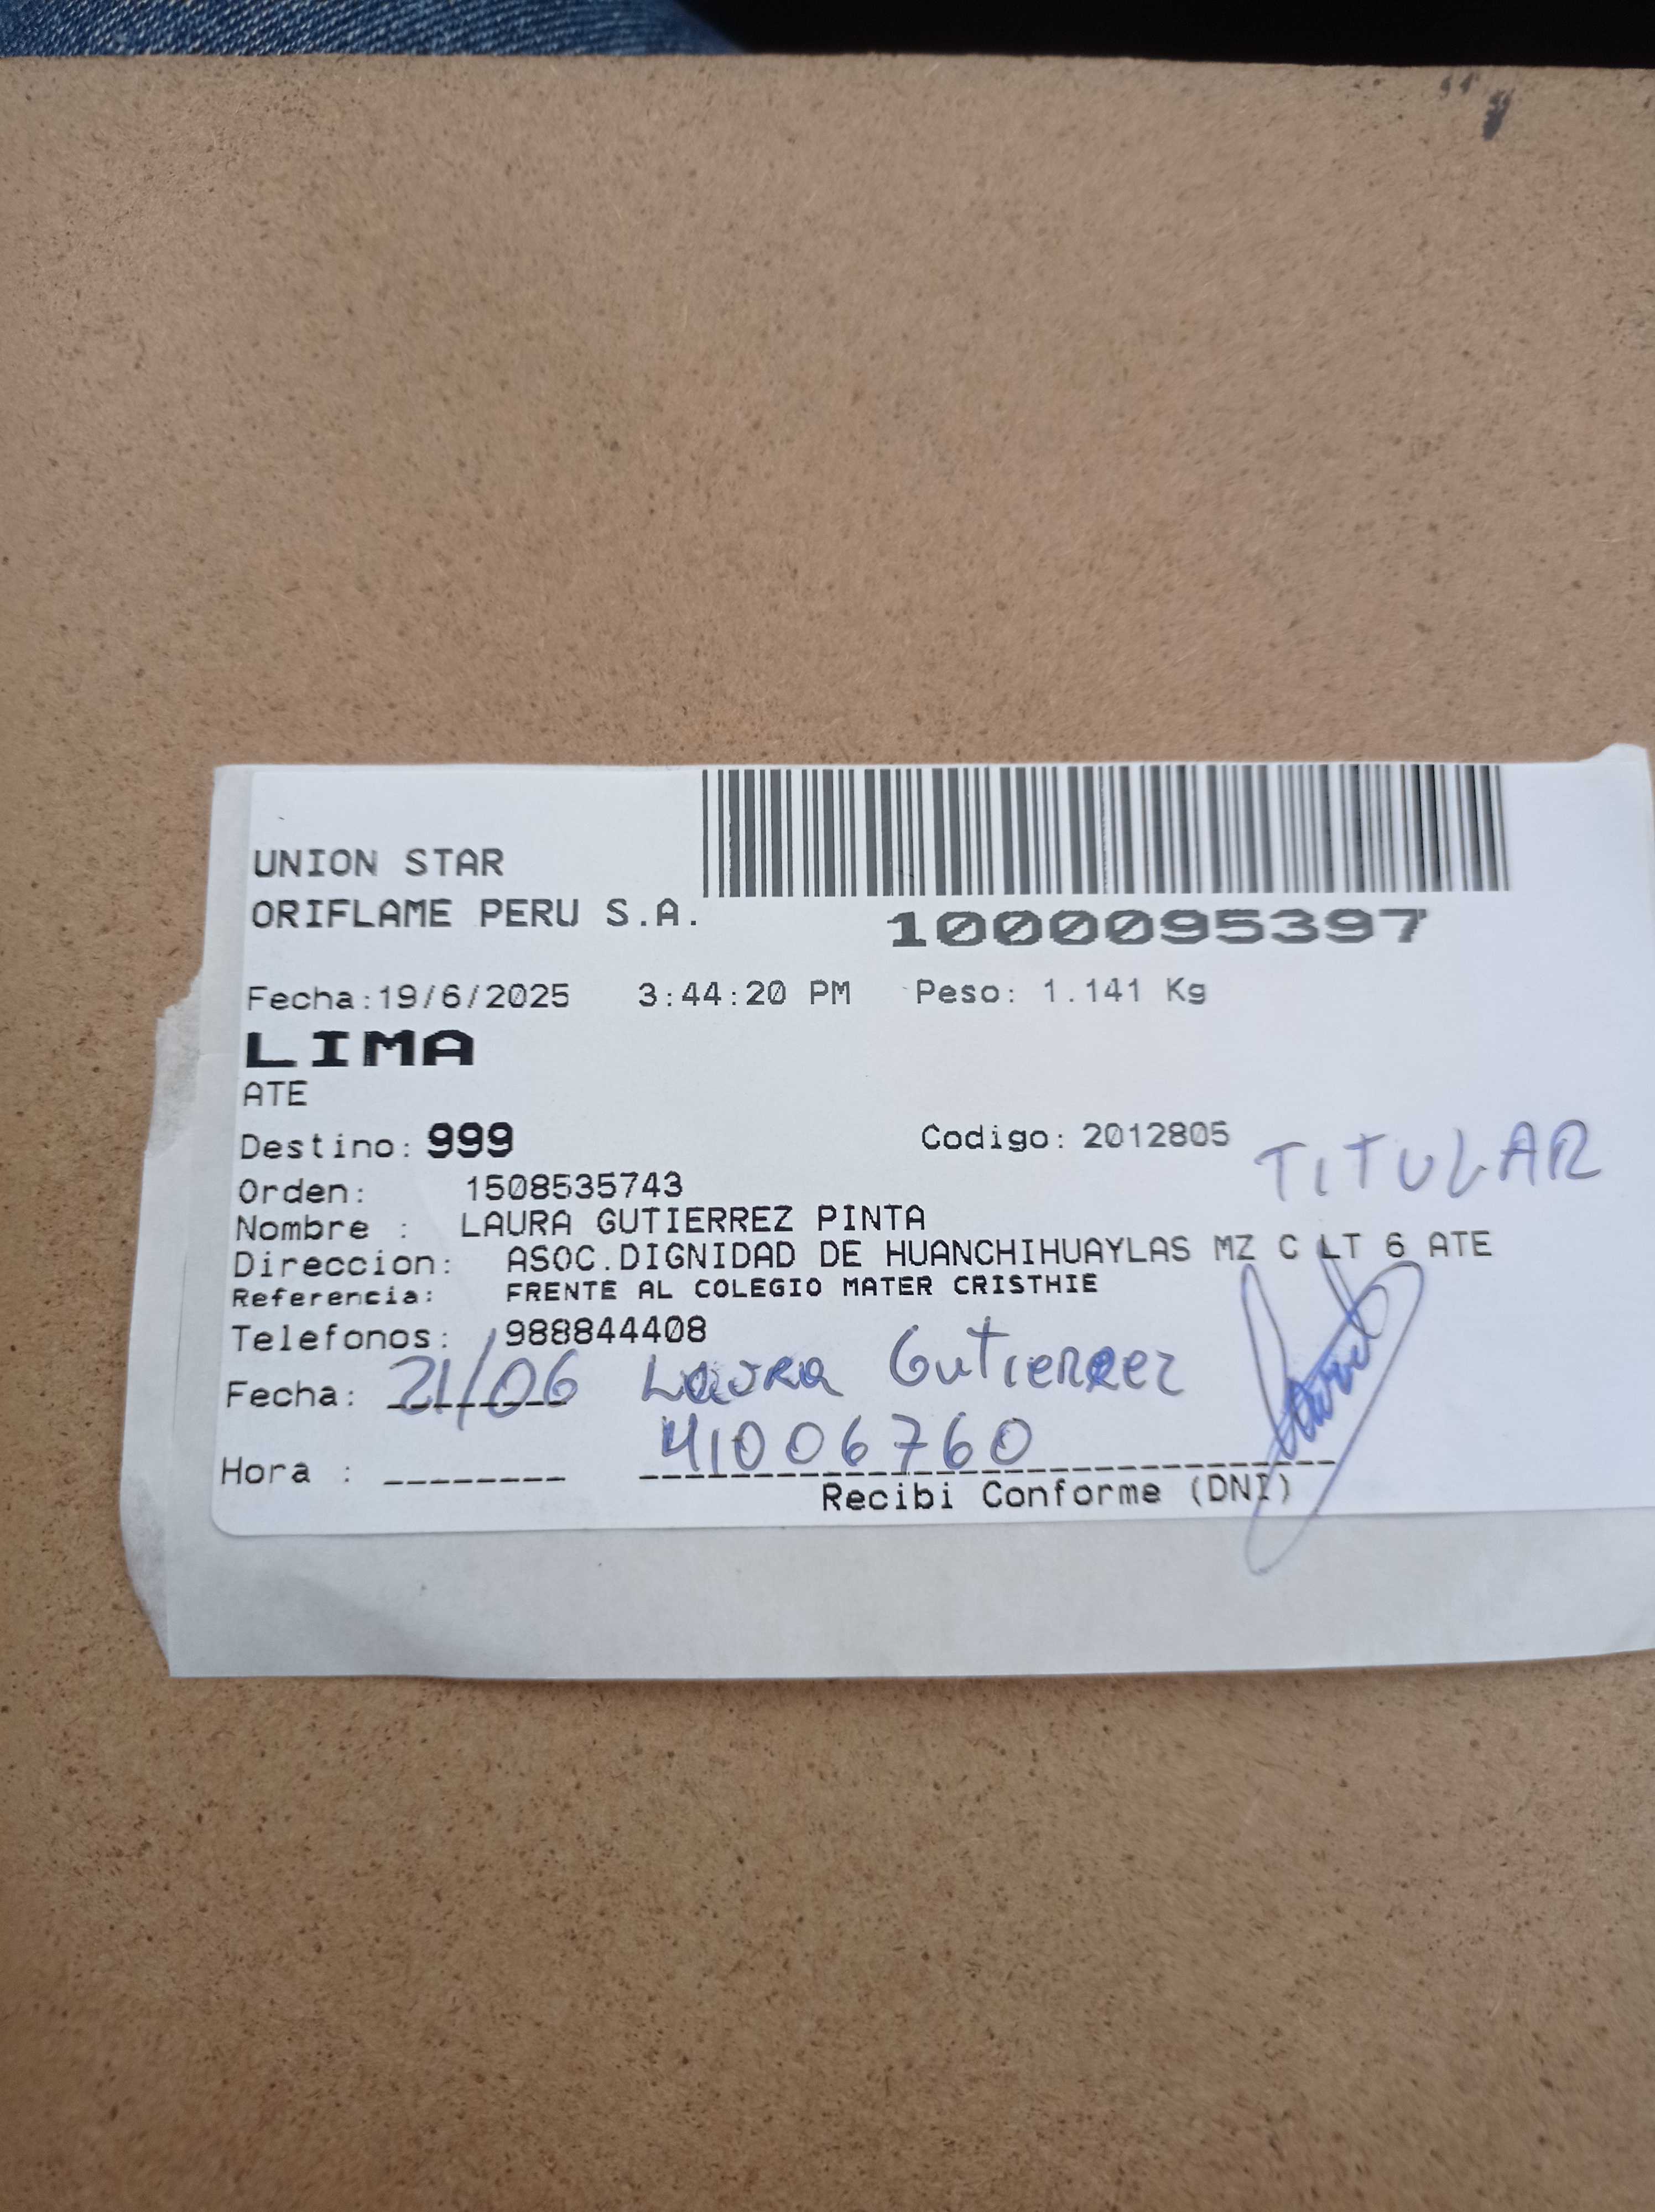 UNION STAR
ORIFLAME PERU S.A.
1000095397
Fecha:19/6/2025 3:44:20 PM Peso: 1.141 Kg
LIMA
ATE
Destino: 999 Codigo: 2012805
TITULAR
Orden: 1508535743
Nombre : LAURA GUTIERREZ PINTA
Direccion: ASOC.DIGNIDAD DE HUANCHIHUAYLAS MZ C LT 6 ATE
Referencia: FRENTE AL COLEGIO MATER CRISTHIE
Telefonos: 988844408
Fecha: 21/06 Laura Gutierrez
41006760
Hora : --------
Recibi Conforme (DNI)